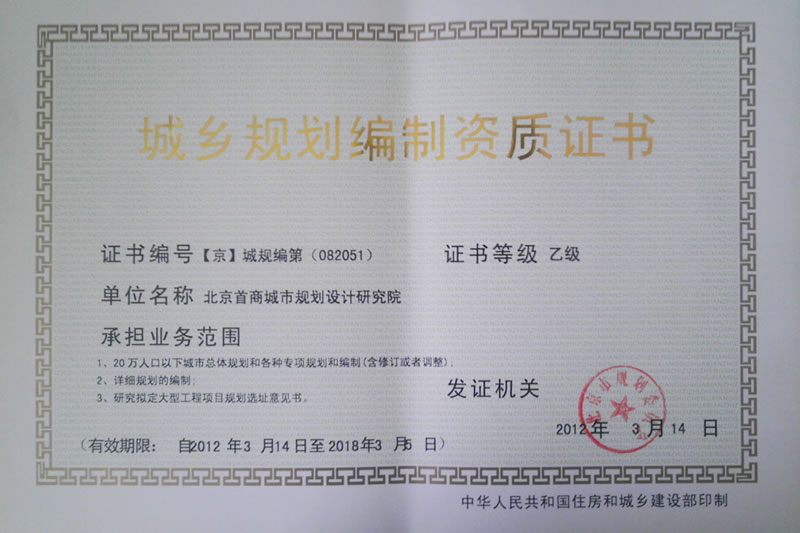 城乡规划编制资质证书
证书编号【京】城规编第（082051）
证书等级 乙级
单位名称 北京首商城市规划设计研究院
承担业务范围
1、20万人口以下城市总体规划和各种专项规划和编制(含修订或者调整)．
2、详细规划的编制；
3、研究拟定大型工程项目规划选址意见书。
发证机关
北京市规划委员会
2012年 3月14 日
（有效期限： 自2012 年3 月14日至2018年3 月5 日）
中华人民共和国住房和城乡建设部印制